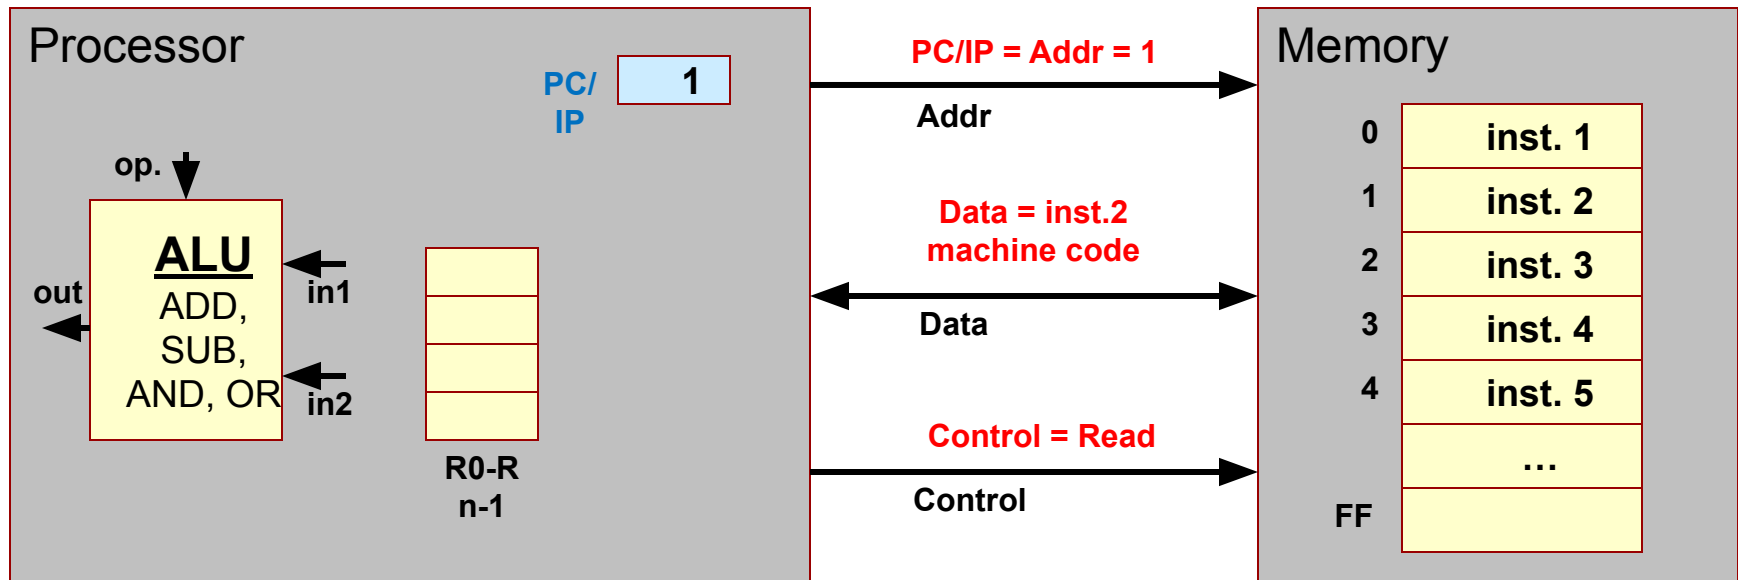 Processor
PC/
IP
1
op.
ALU
ADD,
SUB,
AND, OR
out
in1
in2
R0-R
n-1
PC/IP = Addr = 1
Addr
Data = inst.2
machine code
Data
Control = Read
Control
Memory
0
inst. 1
1
inst. 2
2
inst. 3
3
inst. 4
4
inst. 5
...
FF